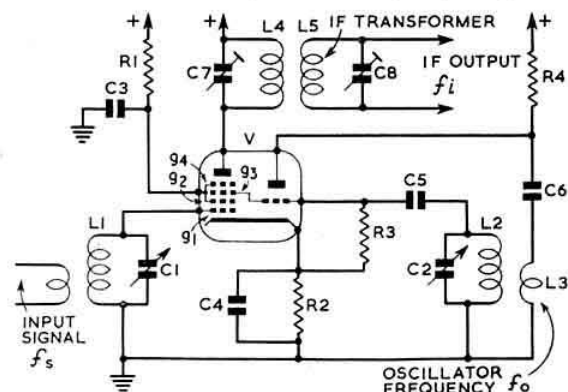 +
+
+
L4
L5
IF TRANSFORMER
R1
C7
C8
IF OUTPUT
fi
R4
C3
V
g4
g3
g2
g1
C5
C6
L1
R3
L2
C1
C2
L3
C4
R2
INPUT
SIGNAL
fs
OSCILLATOR
FREQUENCY fo